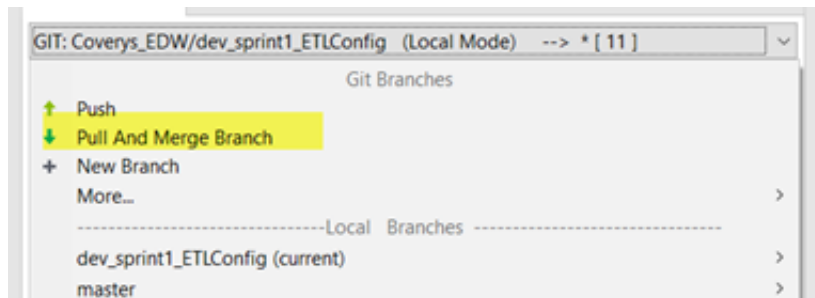 GIT: Coverys_EDW/dev_sprint1_ETLConfig (Local Mode) --> * [ 11 ]
Git Branches
Push
Pull And Merge Branch
New Branch
More...
--------------------------------Local Branches --------------------------------
dev_sprint1_ETLConfig (current)
master